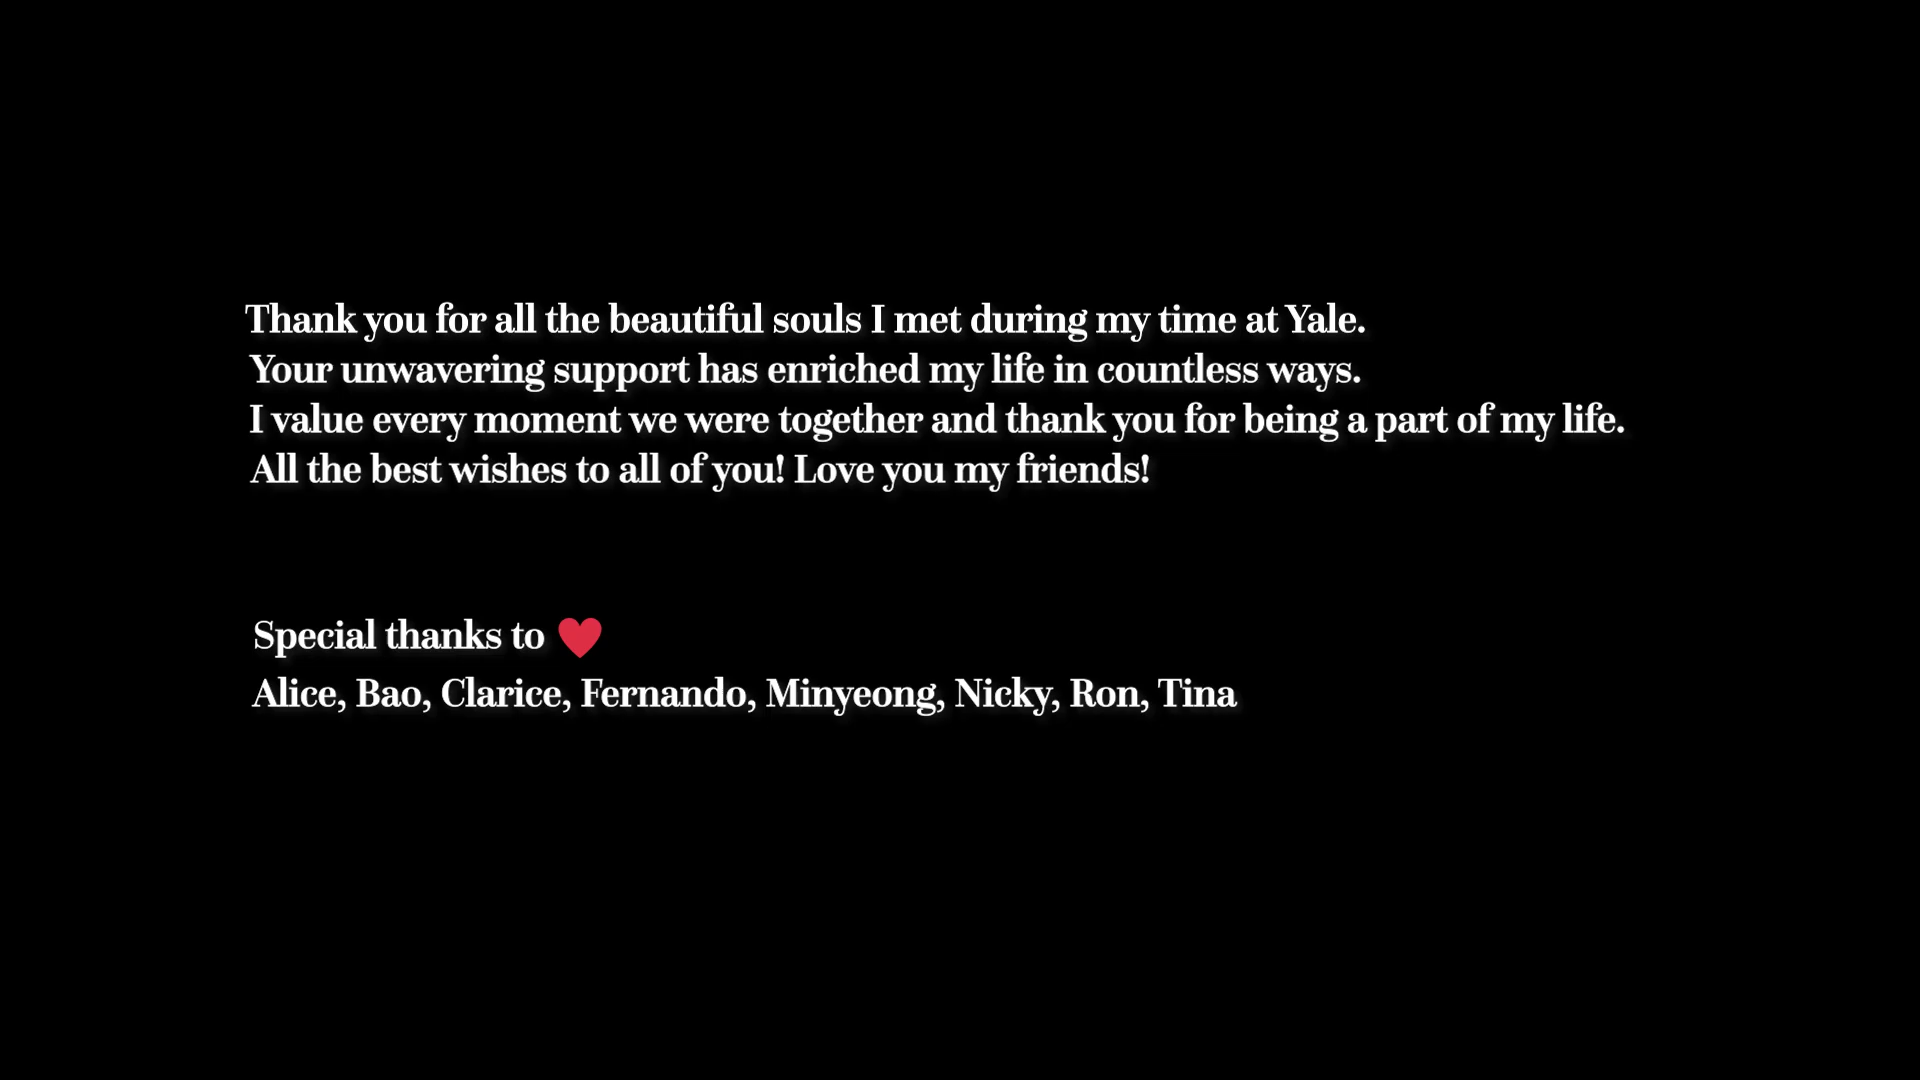 Thank you for all the beautiful souls I met during my time at Yale.
Your unwavering support has enriched my life in countless ways.
I value every moment we were together and thank you for being a part of my life.
All the best wishes to all of you! Love you my friends!
Special thanks to ❤️
Alice, Bao, Clarice, Fernando, Minyeong, Nicky, Ron, Tina